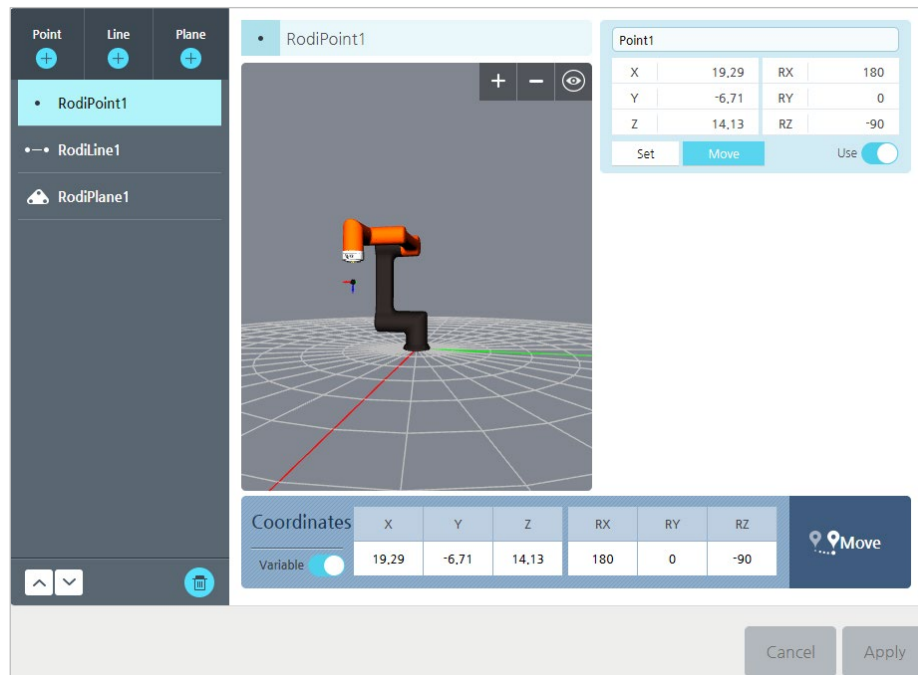 Point Line Plane
RodiPoint1
RodiLine1
RodiPlane1
RodiPoint1
Point1
X 19,29 RX 180
Y -6,71 RY 0
Z 14,13 RZ -90
Set Move Use
Coordinates X Y Z RX RY RZ
Variable 19,29 -6,71 14,13 180 0 -90
Move
Cancel Apply